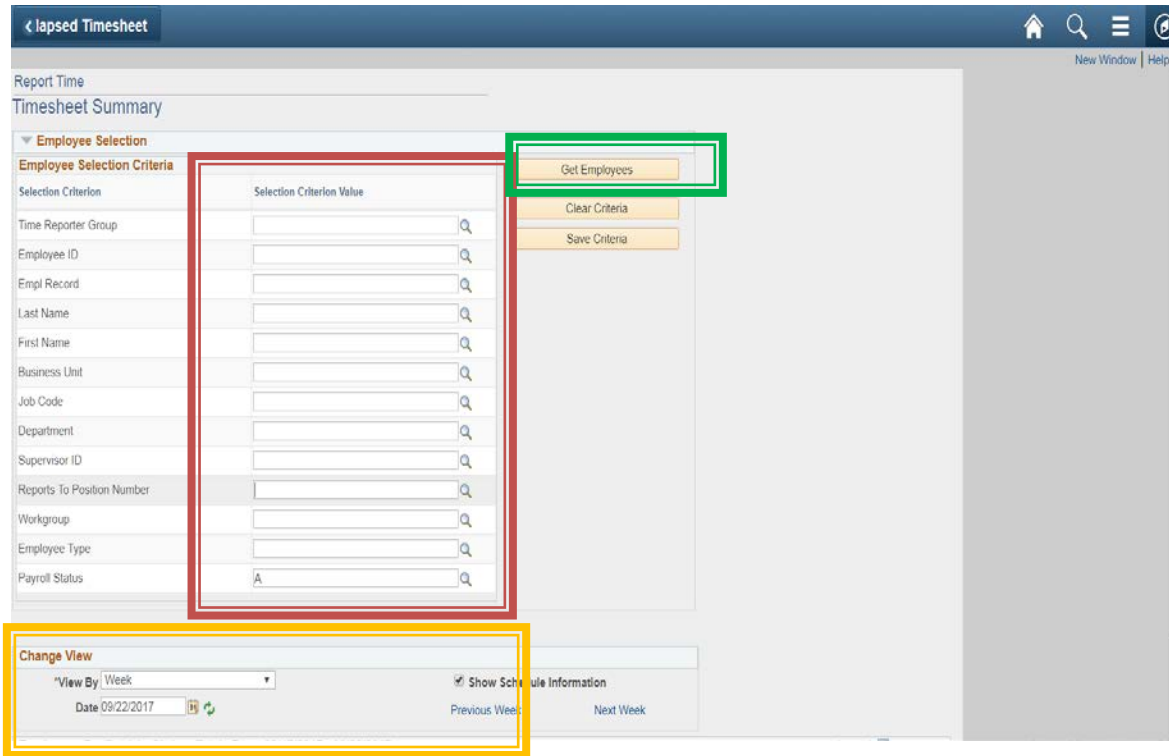 lapsed Timesheet
New Window | Help
Report Time
Timesheet Summary
Employee Selection
Employee Selection Criteria
Get Employees
Selection Criterion
Selection Criterion Value
Clear Criteria
Time Reporter Group
Save Criteria
Employee ID
Empl Record
Last Name
First Name
Business Unit
Job Code
Department
Supervisor ID
Reports To Position Number
Workgroup
Employee Type
Payroll Status A
Change View
*View By Week
Show Schedule Information
Date 09/22/2017
Previous Week Next Week